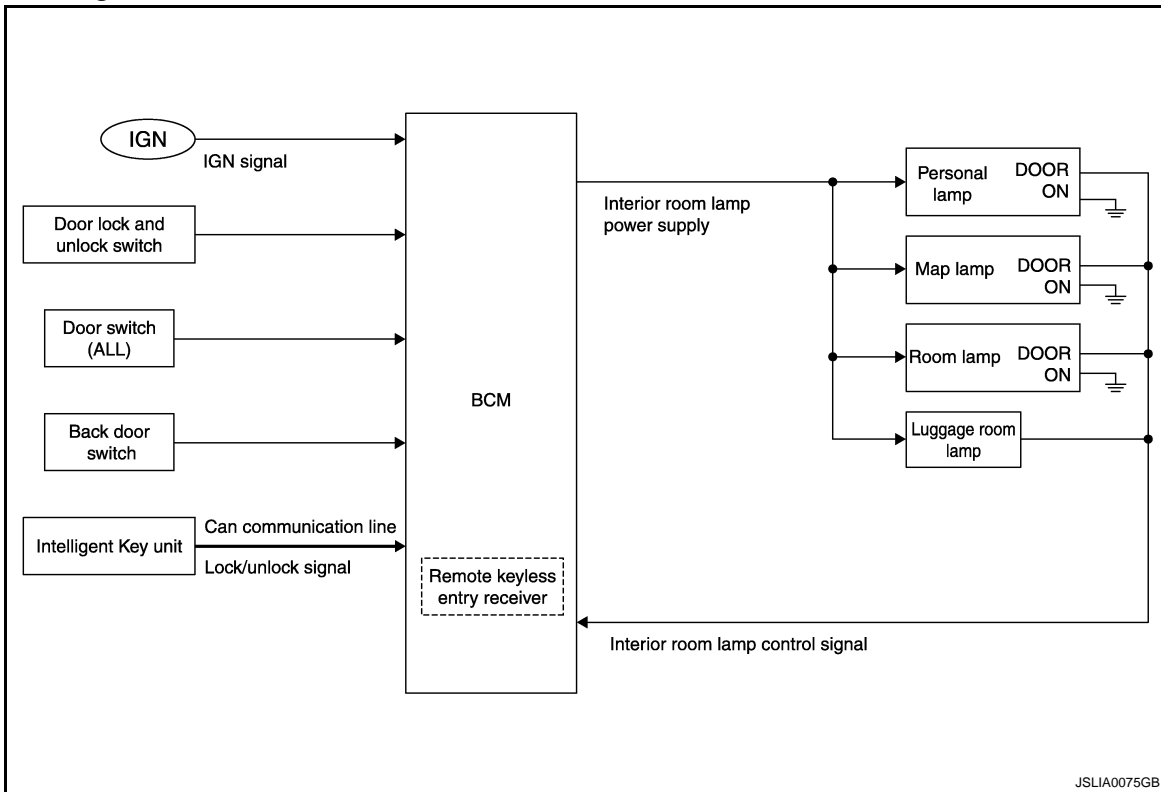 IGN
IGN signal
Door lock and
unlock switch
Door switch
(ALL)
Back door
switch
Intelligent Key unit
Can communication line
Lock/unlock signal
BCM
Remote keyless
entry receiver
Interior room lamp
power supply
Personal
lamp
DOOR
ON
Map lamp
DOOR
ON
Room lamp
DOOR
ON
Luggage room
lamp
Interior room lamp control signal
JSLIA0075GB